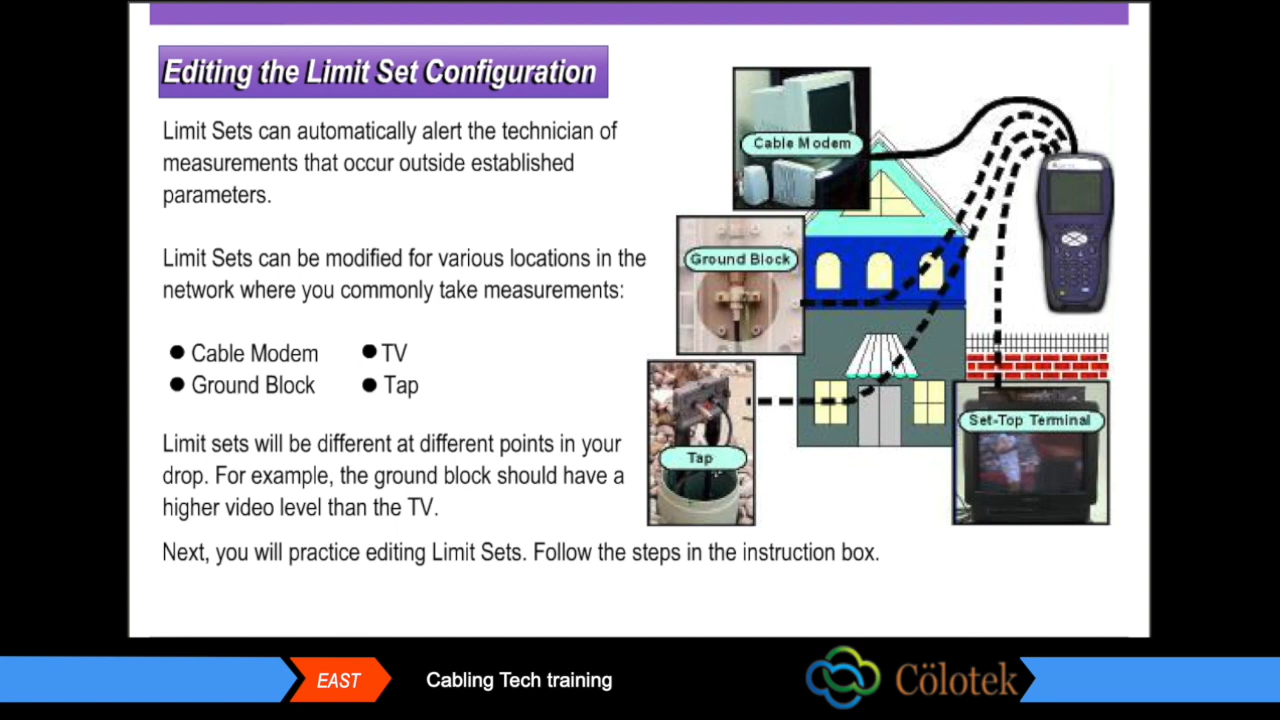 Editing the Limit Set Configuration
Limit Sets can automatically alert the technician of
measurements that occur outside established
parameters.
Limit Sets can be modified for various locations in the
network where you commonly take measurements:
● Cable Modem
● TV
● Ground Block
● Tap
Limit sets will be different at different points in your
drop. For example, the ground block should have a
higher video level than the TV.
Next, you will practice editing Limit Sets. Follow the steps in the instruction box.
Cable Modem
Ground Block
Tap
Set-Top Terminal
EAST
Cabling Tech training
Cölotek